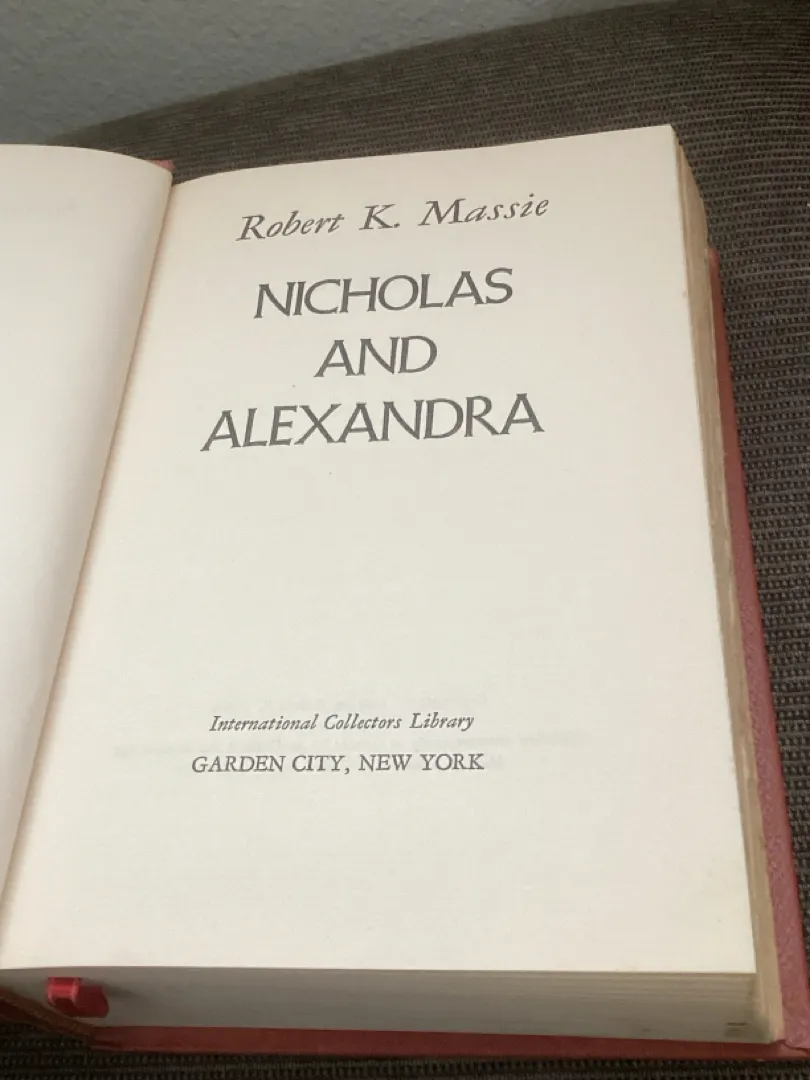 Robert K. Massie
NICHOLAS
AND
ALEXANDRA
International Collectors Library
GARDEN CITY, NEW YORK